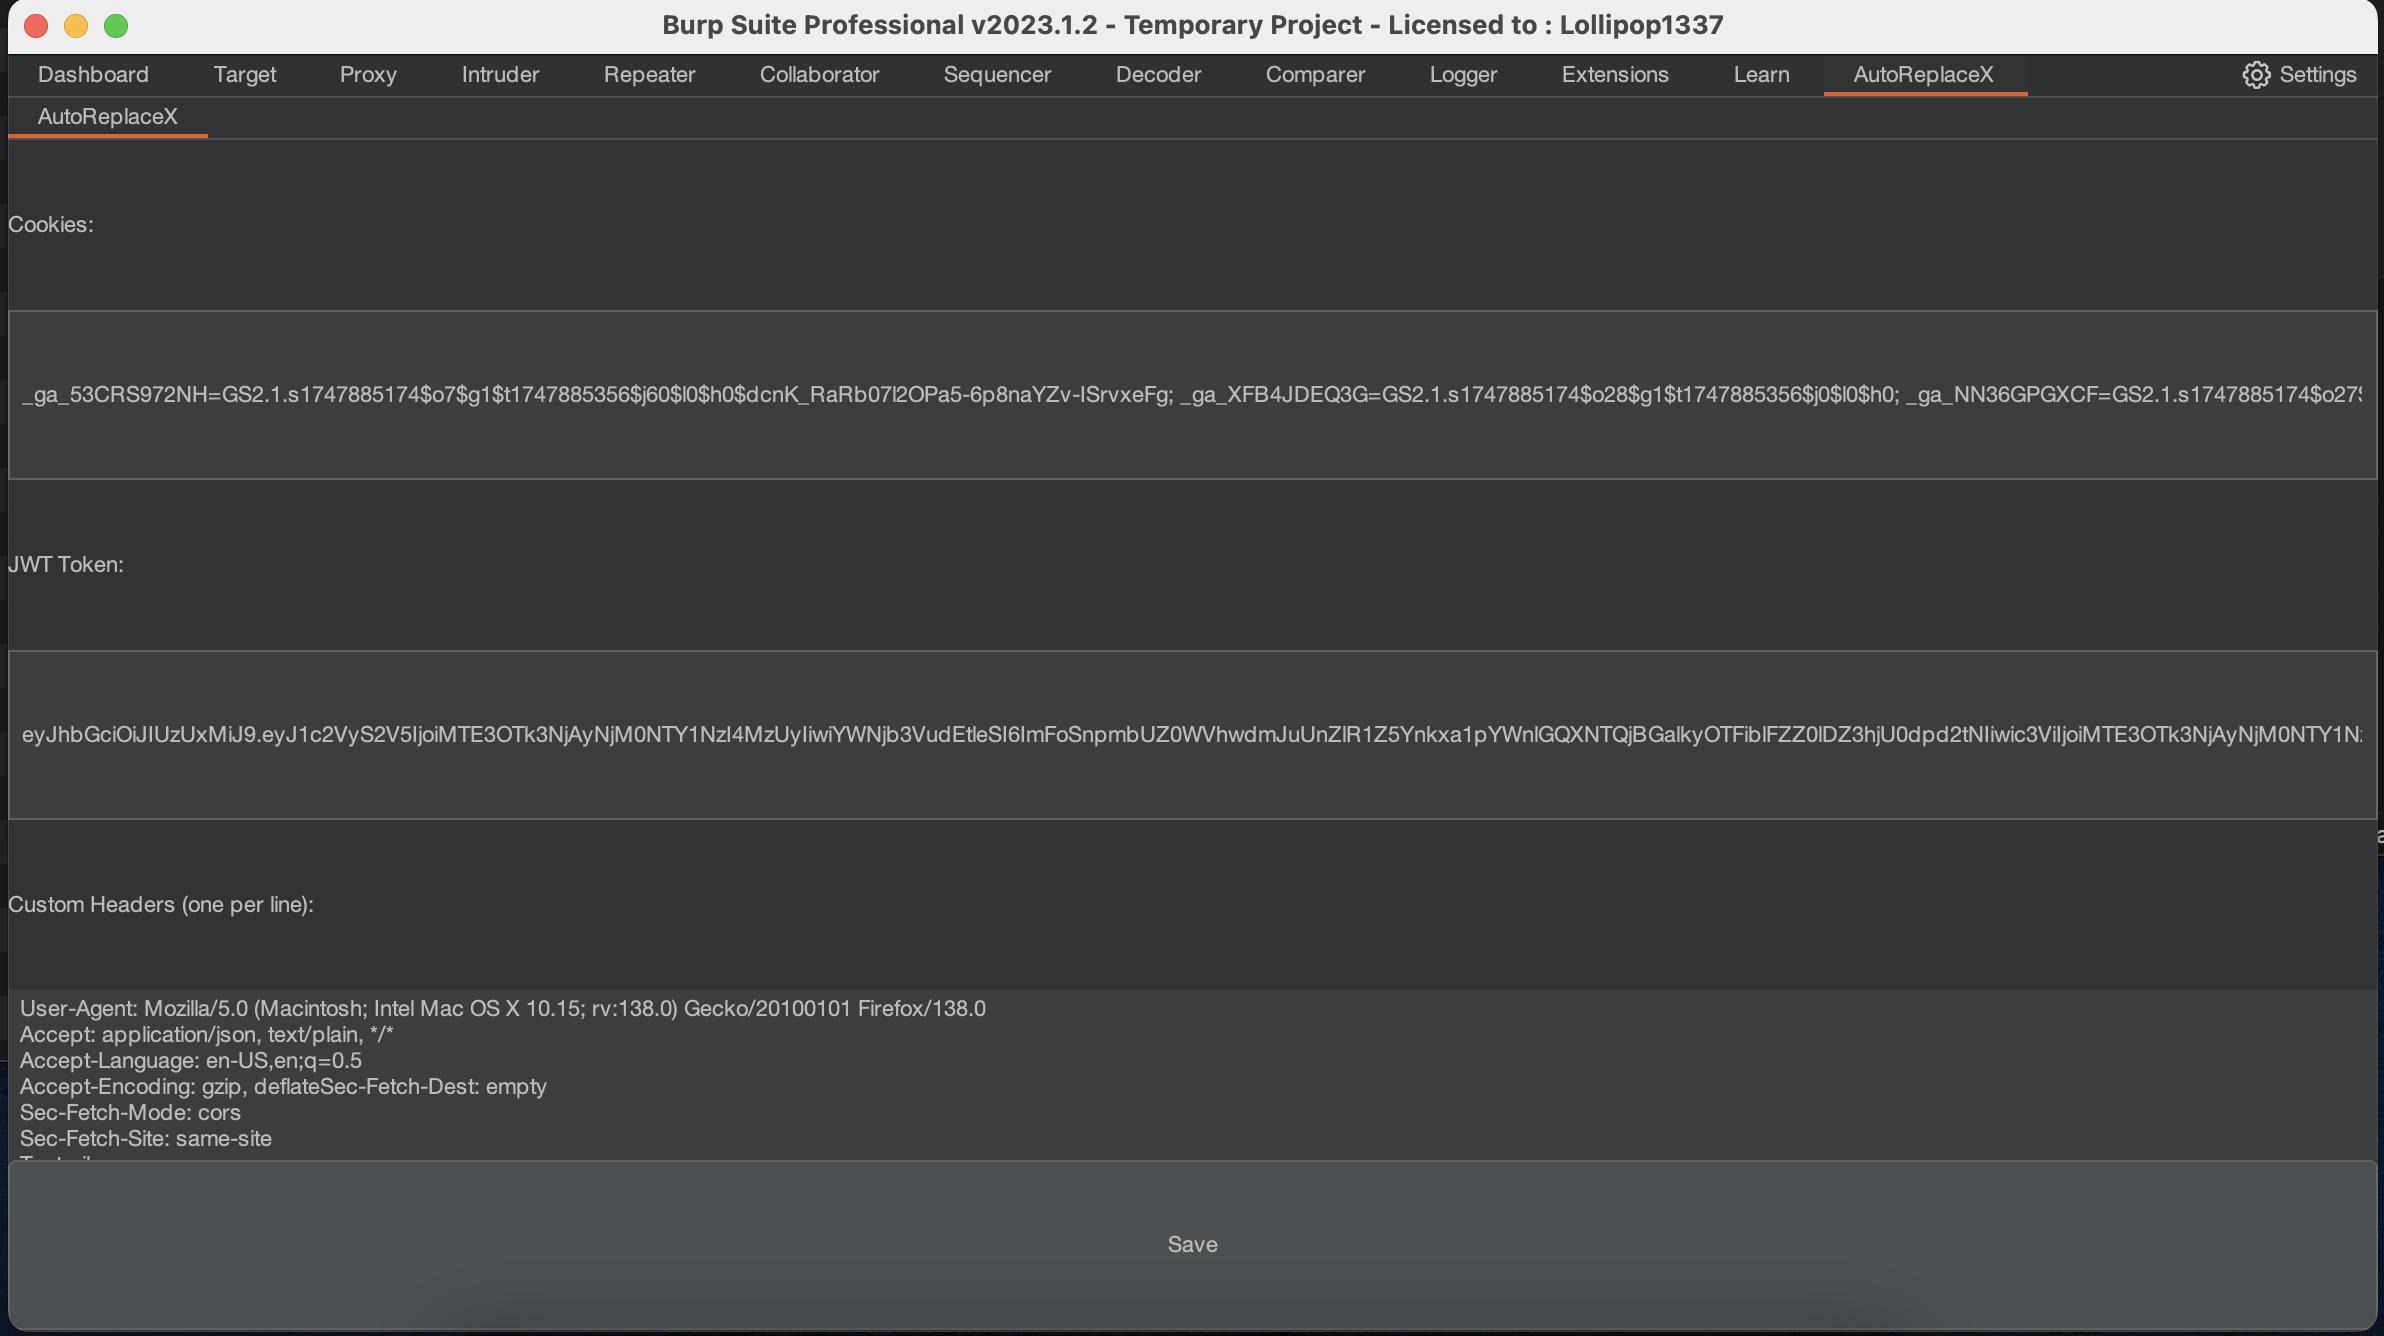 Burp Suite Professional v2023.1.2 - Temporary Project - Licensed to : Lollipop1337
Dashboard Target Proxy Intruder Repeater Collaborator Sequencer Decoder Comparer Logger Extensions Learn AutoReplaceX Settings
AutoReplaceX
Cookies:
_ga_53CRS972NH=GS2.1.s1747885174$o7$g1$t1747885356$j60$l0$h0$dcnK_RaRb07l2OPa5-6p8naYZv-ISrvxeFg; _ga_XFB4JDEQ3G=GS2.1.s1747885174$o28$g1$t1747885356$j0$l0$h0; _ga_NN36GPGXCF=GS2.1.s1747885174$o27$
JWT Token:
eyJhbGciOiJIUzUxMiJ9.eyJ1c2VyS2V5IjoiMTE3OTk3NjAyNjM0NTY1NzI4MzUyIiwiYWNjb3VudEtleSI6ImFoSnpmbUZ0WVhwdmJuUnZlR1Z5Ynkxa1pYWnlGQXNTQjBGalkyOTFiblFZZ0lDZ3hjU0dpd2tNIiwic3ViIjoiMTE3OTk3NjAyNjM0NTY1N
Custom Headers (one per line):
User-Agent: Mozilla/5.0 (Macintosh; Intel Mac OS X 10.15; rv:138.0) Gecko/20100101 Firefox/138.0
Accept: application/json, text/plain, */*
Accept-Language: en-US,en;q=0.5
Accept-Encoding: gzip, deflateSec-Fetch-Dest: empty
Sec-Fetch-Mode: cors
Sec-Fetch-Site: same-site
Save